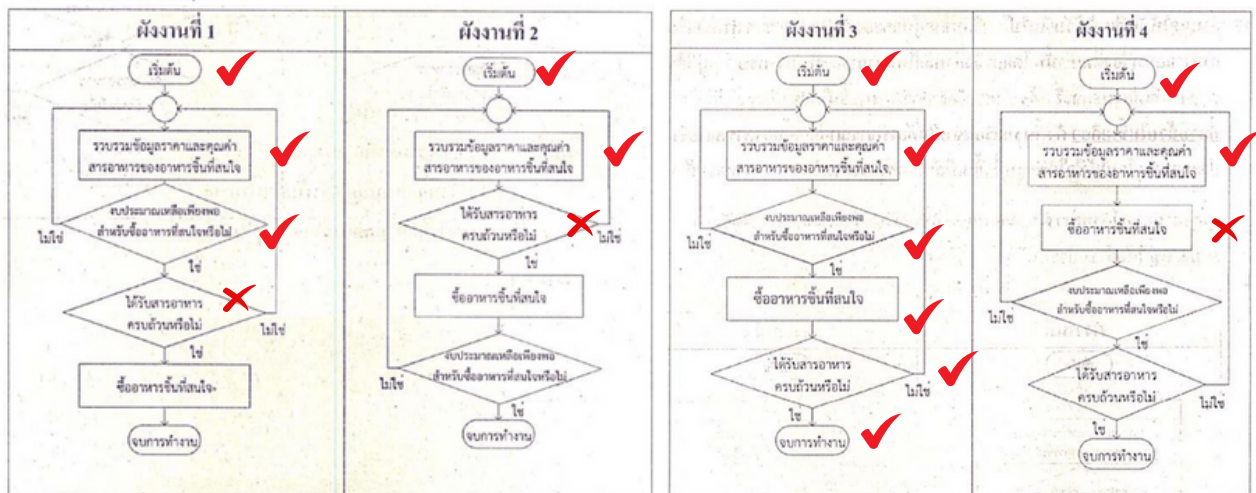 ผังงานที่ 1
เริ่มต้น
รวบรวมข้อมูลราคาและคุณค่า
สารอาหารของอาหารชิ้นที่สนใจ
งบประมาณเหลือเพียงพอ
สำหรับซื้ออาหารที่สนใจหรือไม่
ไม่ใช่
ใช่
ได้รับสารอาหาร
ครบถ้วนหรือไม่
ไม่ใช่
ใช่
ซื้ออาหารชิ้นที่สนใจ
จบการทำงาน
ผังงานที่ 2
เริ่มต้น
รวบรวมข้อมูลราคาและคุณค่า
สารอาหารของอาหารชิ้นที่สนใจ
ได้รับสารอาหาร
ครบถ้วนหรือไม่
ไม่ใช่
ใช่
ซื้ออาหารชิ้นที่สนใจ
งบประมาณเหลือเพียงพอ
สำหรับซื้ออาหารที่สนใจหรือไม่
ไม่ใช่
ใช่
จบการทำงาน
ผังงานที่ 3
เริ่มต้น
รวบรวมข้อมูลราคาและคุณค่า
สารอาหารของอาหารชิ้นที่สนใจ
งบประมาณเหลือเพียงพอ
สำหรับซื้ออาหารที่สนใจหรือไม่
ไม่ใช่
ใช่
ซื้ออาหารชิ้นที่สนใจ
ได้รับสารอาหาร
ครบถ้วนหรือไม่
ไม่ใช่
ใช่
จบการทำงาน
ผังงานที่ 4
เริ่มต้น
รวบรวมข้อมูลราคาและคุณค่า
สารอาหารของอาหารชิ้นที่สนใจ
ซื้ออาหารชิ้นที่สนใจ
งบประมาณเหลือเพียงพอ
สำหรับซื้ออาหารที่สนใจหรือไม่
ไม่ใช่
ใช่
ได้รับสารอาหาร
ครบถ้วนหรือไม่
ไม่ใช่
ใช่
จบการทำงาน